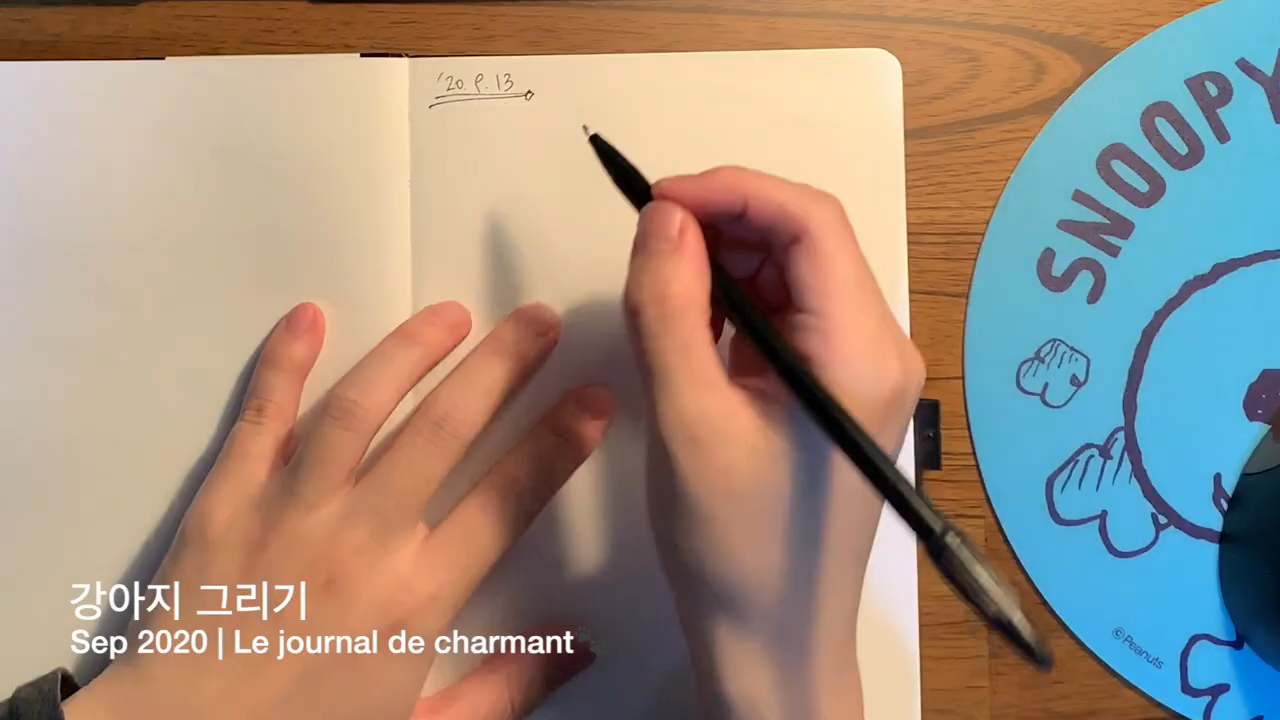 '20. 9. 13
SNOOPY
©Peanuts
강아지 그리기
Sep 2020 | Le journal de charmant